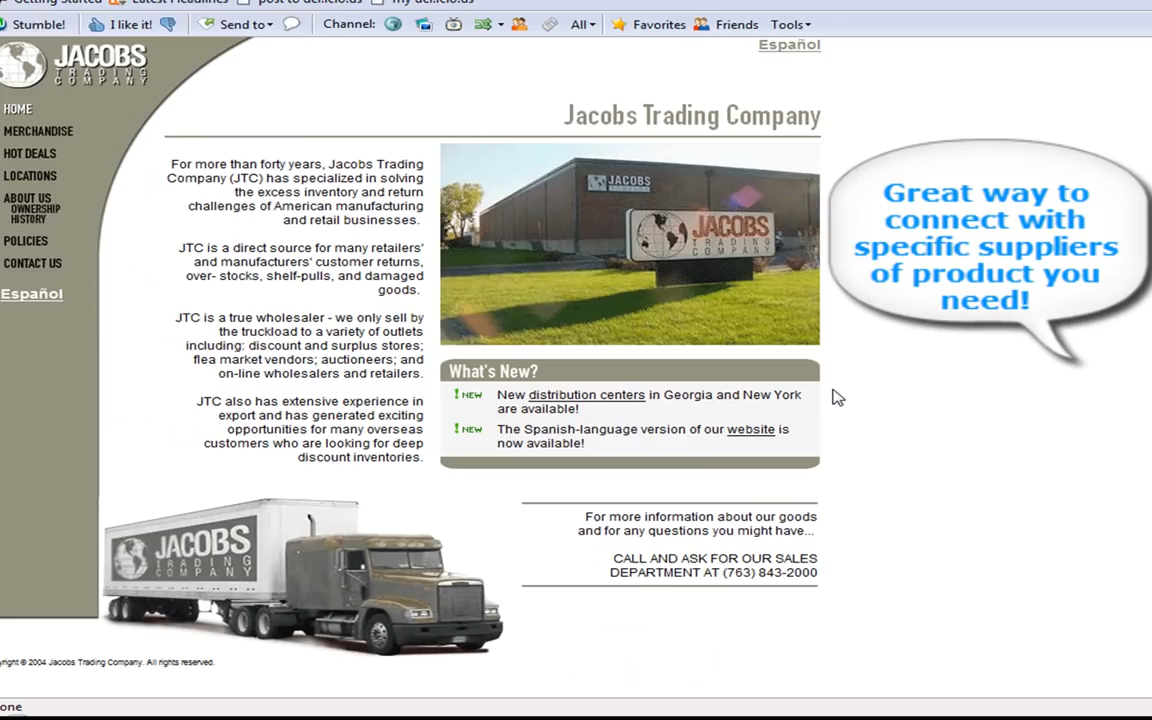 Getting Started Latest Headlines post to del.icio.us my del.icio.us
Stumble! I like it! Send to Channel: All Favorites Friends Tools
Español
JACOBS
TRADING
COMPANY
HOME
MERCHANDISE
HOT DEALS
LOCATIONS
ABOUT US
OWNERSHIP
HISTORY
POLICIES
CONTACT US
Español
Jacobs Trading Company
For more than forty years, Jacobs Trading
Company (JTC) has specialized in solving
the excess inventory and return
challenges of American manufacturing
and retail businesses.
JTC is a direct source for many retailers'
and manufacturers' customer returns,
over- stocks, shelf-pulls, and damaged
goods.
JTC is a true wholesaler - we only sell by
the truckload to a variety of outlets
including: discount and surplus stores;
flea market vendors; auctioneers; and
on-line wholesalers and retailers.
JTC also has extensive experience in
export and has generated exciting
opportunities for many overseas
customers who are looking for deep
discount inventories.
JACOBS
JACOBS
TRADING
COMPANY
Great way to
connect with
specific suppliers
of product you
need!
What's New?
! NEW New distribution centers in Georgia and New York
are available!
! NEW The Spanish-language version of our website is
now available!
JACOBS
TRADING
COMPANY
For more information about our goods
and for any questions you might have...
CALL AND ASK FOR OUR SALES
DEPARTMENT AT (763) 843-2000
yright © 2004 Jacobs Trading Company. All rights reserved.
one